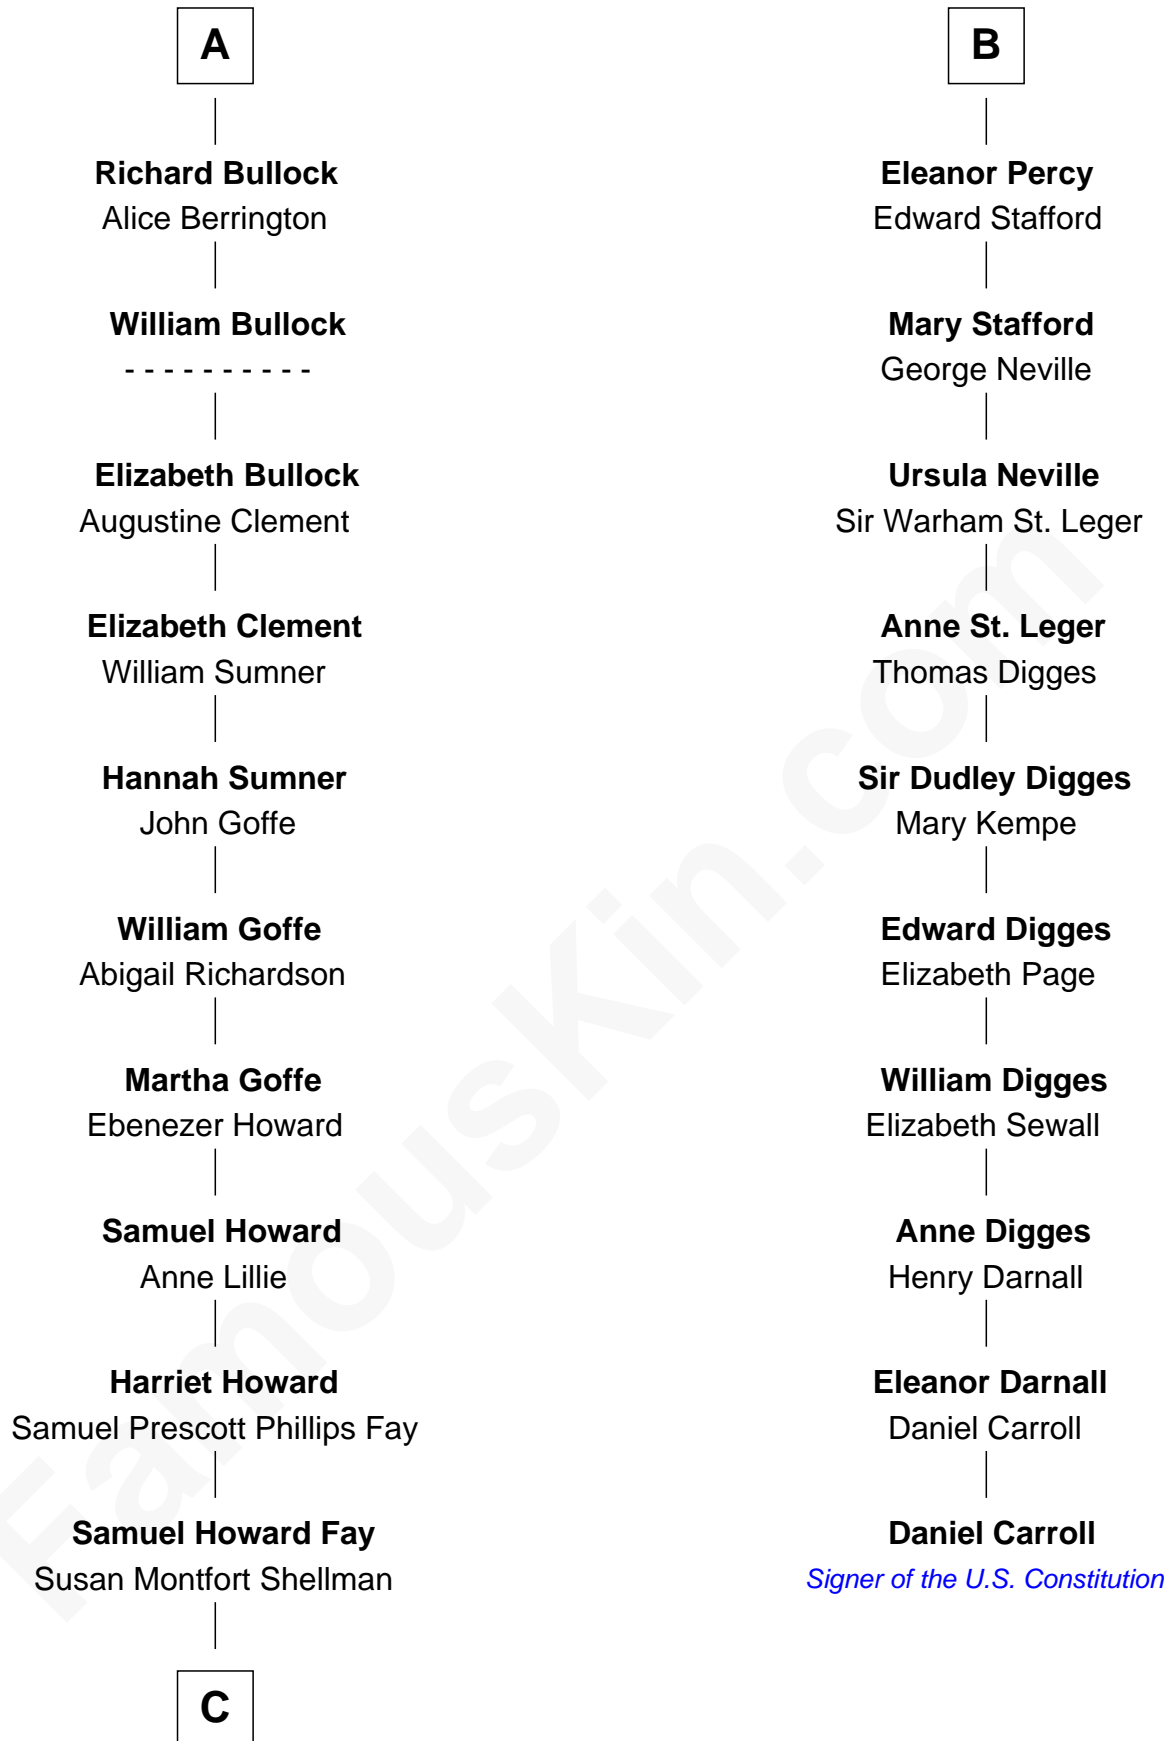 A
Richard Bullock
Alice Berrington
William Bullock
- - - - - - - - - -
Elizabeth Bullock
Augustine Clement
Elizabeth Clement
William Sumner
Hannah Sumner
John Goffe
William Goffe
Abigail Richardson
Martha Goffe
Ebenezer Howard
Samuel Howard
Anne Lillie
Harriet Howard
Samuel Prescott Phillips Fay
Samuel Howard Fay
Susan Montfort Shellman
C
B
Eleanor Percy
Edward Stafford
Mary Stafford
George Neville
Ursula Neville
Sir Warham St. Leger
Anne St. Leger
Thomas Digges
Sir Dudley Digges
Mary Kempe
Edward Digges
Elizabeth Page
William Digges
Elizabeth Sewall
Anne Digges
Henry Darnall
Eleanor Darnall
Daniel Carroll
Daniel Carroll
Signer of the U.S. Constitution
FamousKin.com